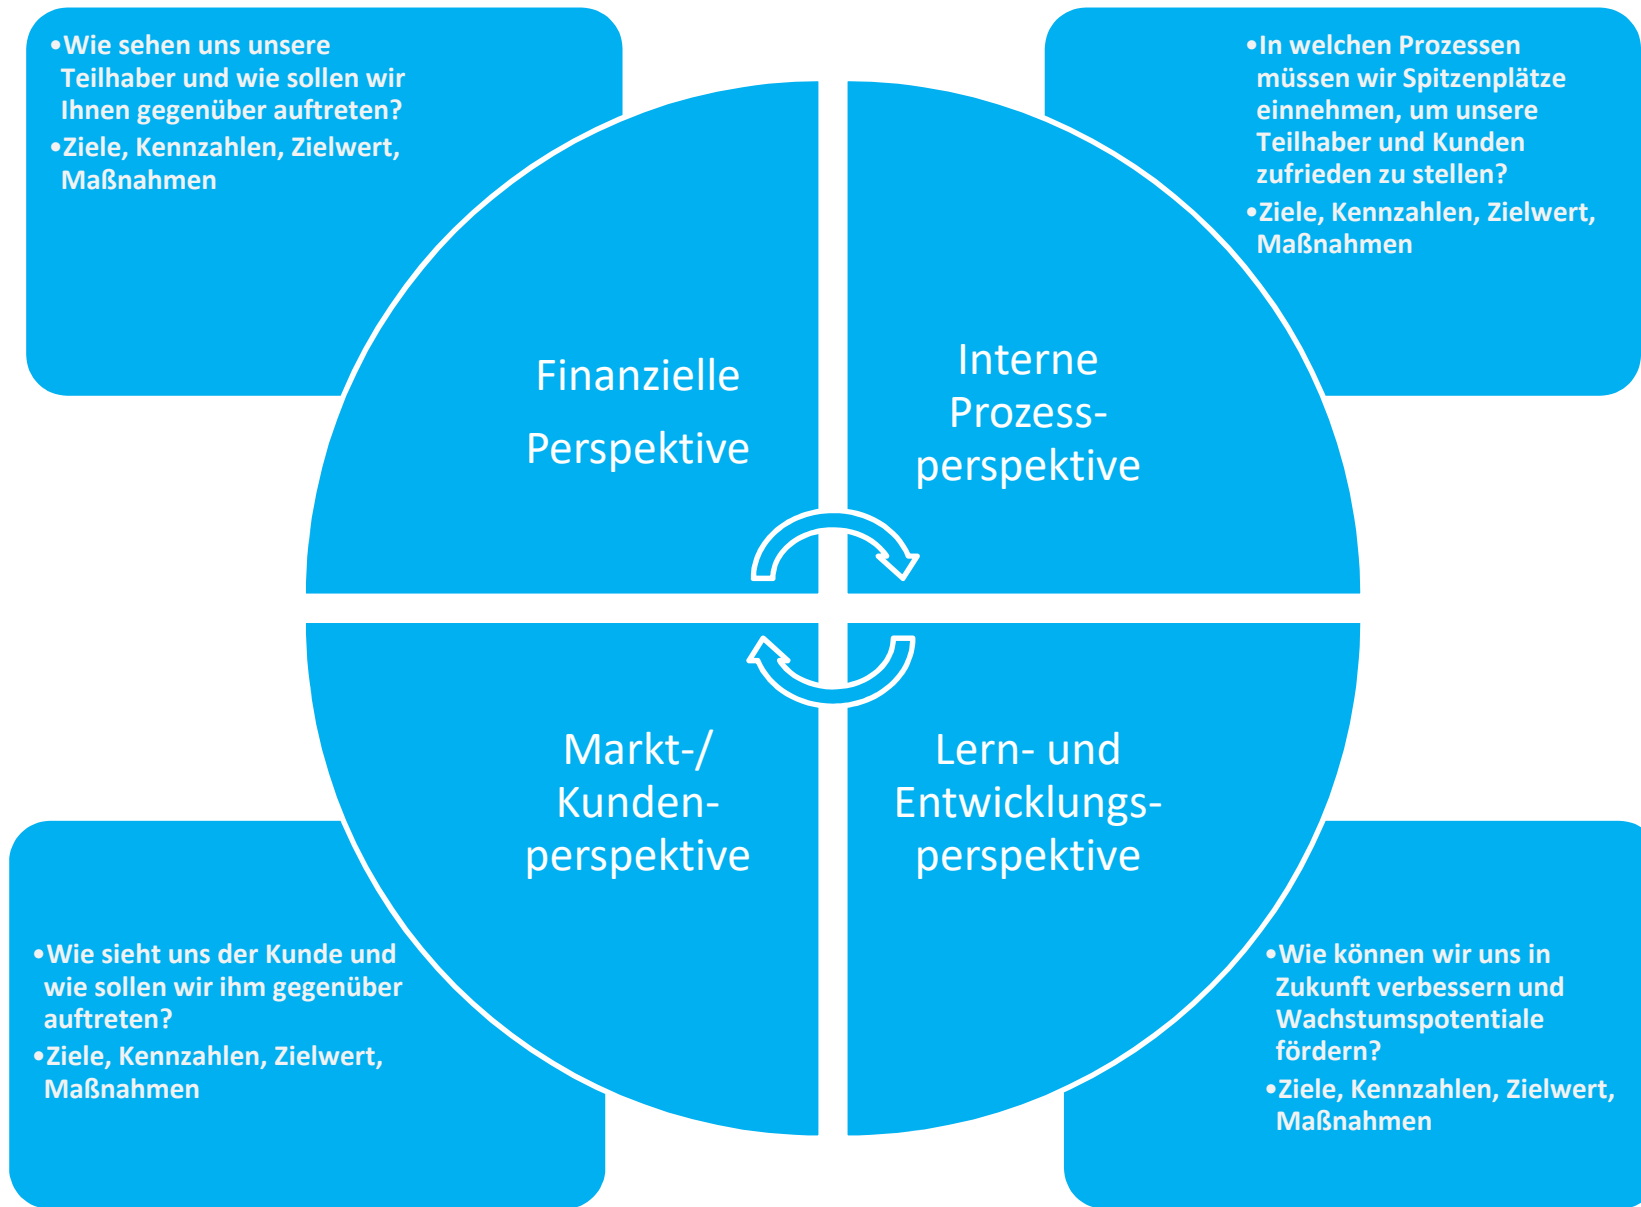 •Wie sehen uns unsere
Teilhaber und wie sollen wir
Ihnen gegenüber auftreten?
•Ziele, Kennzahlen, Zielwert,
Maßnahmen
•In welchen Prozessen
müssen wir Spitzenplätze
einnehmen, um unsere
Teilhaber und Kunden
zufrieden zu stellen?
•Ziele, Kennzahlen, Zielwert,
Maßnahmen
Finanzielle
Perspektive
Interne
Prozess-
perspektive
Markt-/
Kunden-
perspektive
Lern- und
Entwicklungs-
perspektive
•Wie sieht uns der Kunde und
wie sollen wir ihm gegenüber
auftreten?
•Ziele, Kennzahlen, Zielwert,
Maßnahmen
•Wie können wir uns in
Zukunft verbessern und
Wachstumspotentiale
fördern?
•Ziele, Kennzahlen, Zielwert,
Maßnahmen